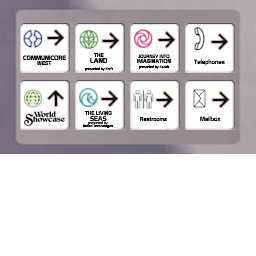 COMMUNICORE
WEST
THE
LAND
presented by Kraft
JOURNEY INTO
IMAGINATION
presented by Kodak
Telephones
World
Showcase
THE LIVING
SEAS
presented by
United Technologies
Restrooms
Mailbox